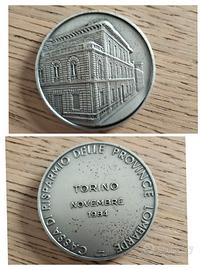 CASSA DI RISPARMIO DELLE PROVINCIE LOMBARDE
TORINO
NOVEMBRE
1984